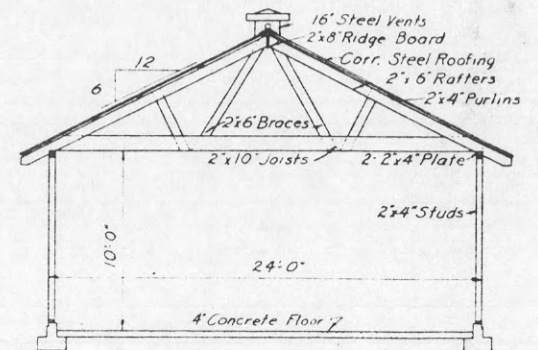 16" Steel Vents
2"x8" Ridge Board
Corr. Steel Roofing
12
2"x 6" Rafters
6
2"x4" Purlins
2"x6" Braces
2"x10" Joists
2-2"x4" Plate
2"x4" Studs
10'-0"
24'-0"
4" Concrete Floor